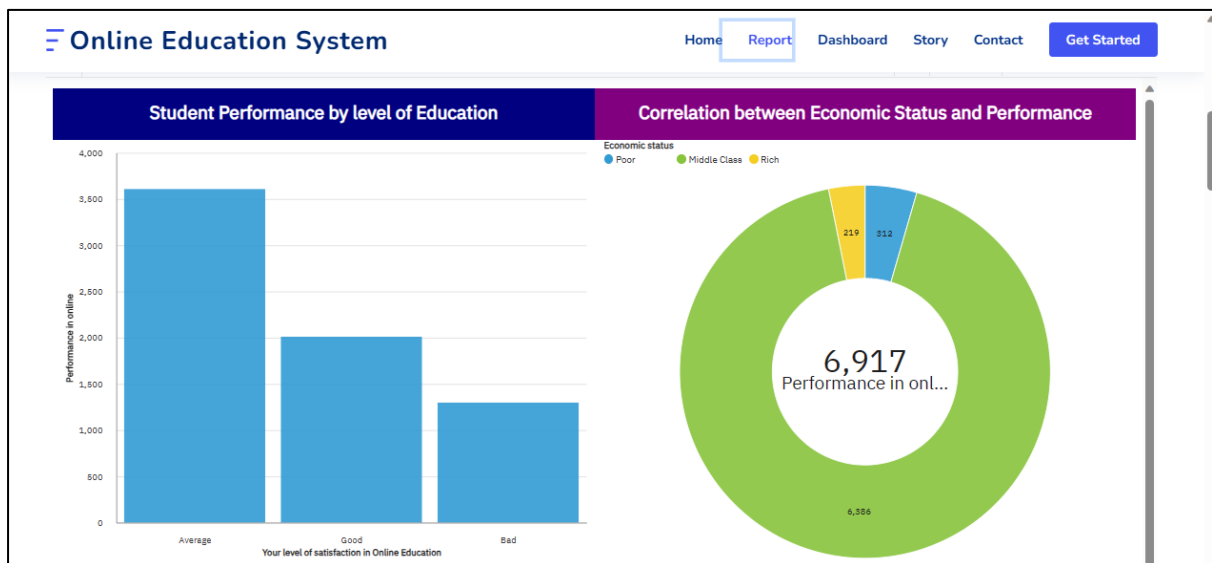 Online Education System
Home Report Dashboard Story Contact Get Started
Student Performance by level of Education
4,000
3,500
3,000
2,500
2,000
1,500
1,000
500
0
Performance in online
Average Good Bad
Your level of satisfaction in Online Education
Correlation between Economic Status and Performance
Economic status
Poor Middle Class Rich
219 312
6,917
Performance in onl...
6,386